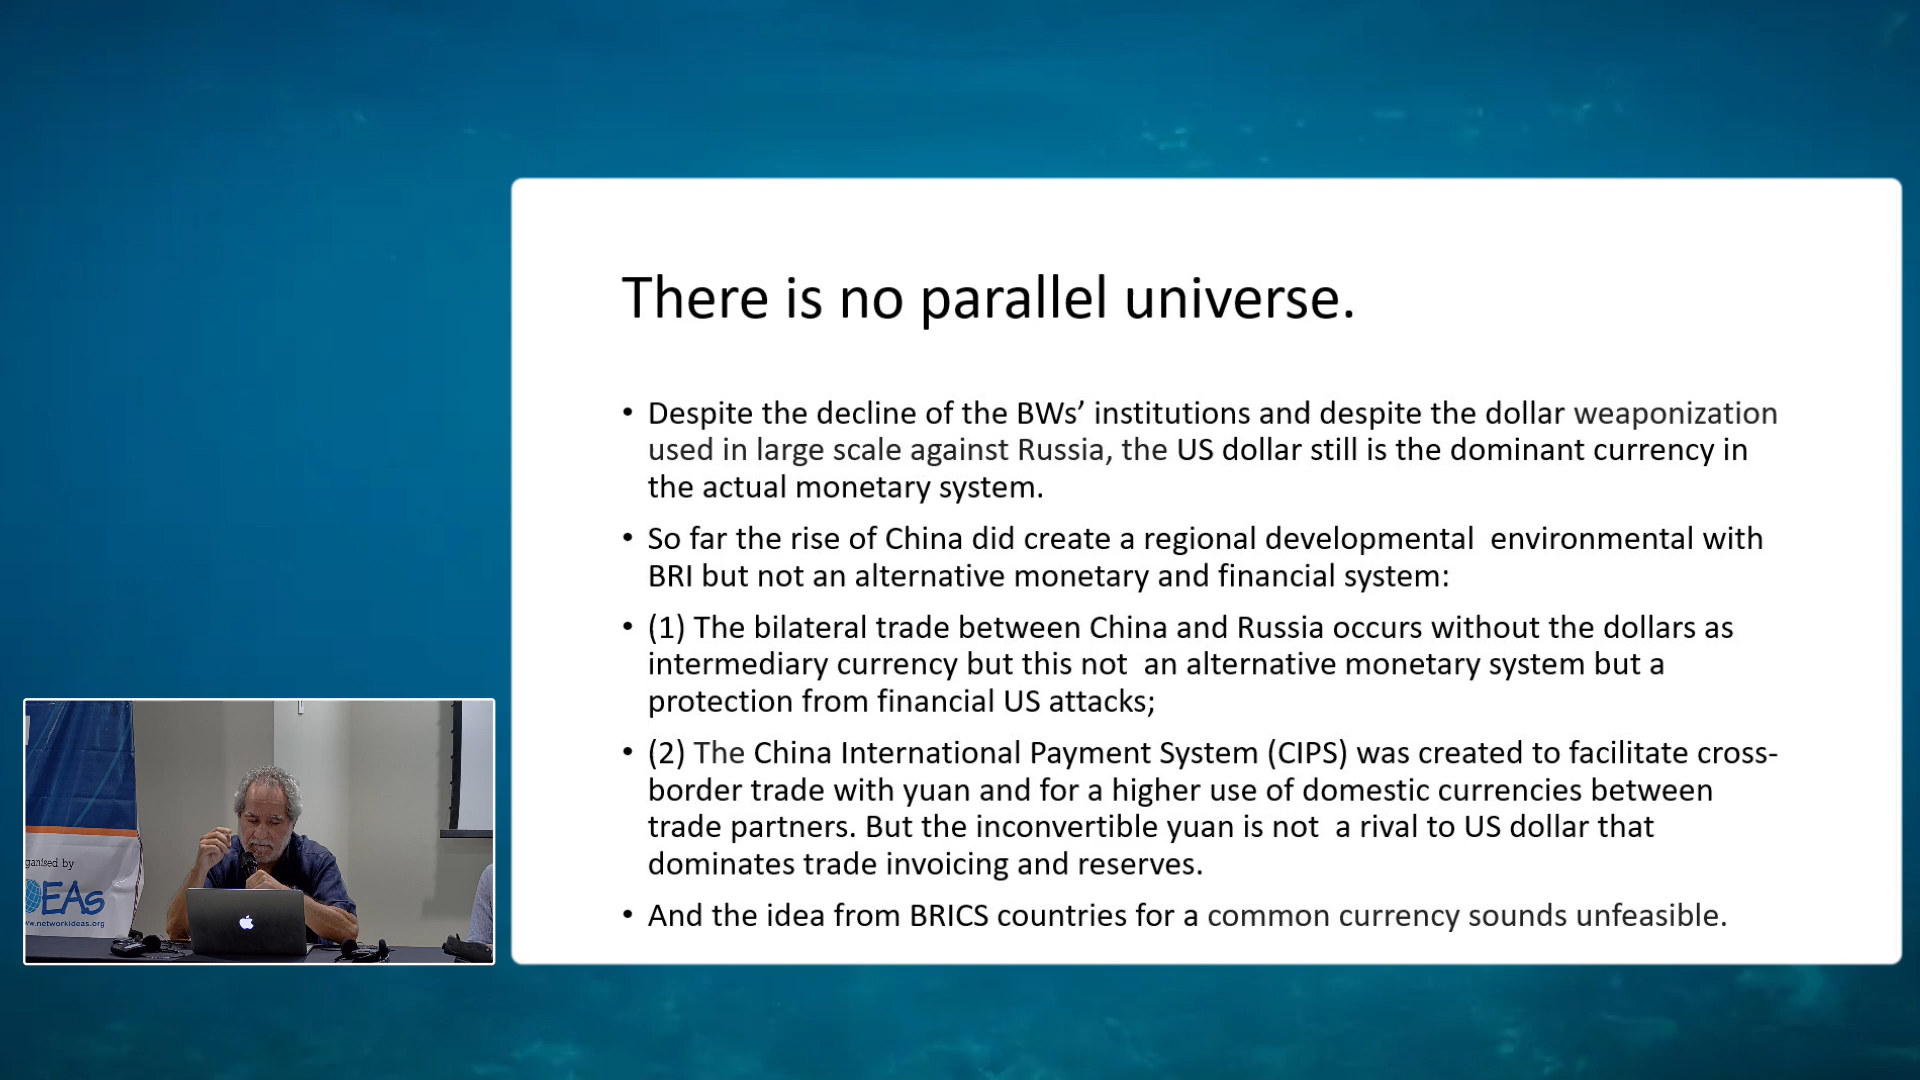 There is no parallel universe.
• Despite the decline of the BWs’ institutions and despite the dollar weaponization
used in large scale against Russia, the US dollar still is the dominant currency in
the actual monetary system.
• So far the rise of China did create a regional developmental  environmental with
BRI but not an alternative monetary and financial system:
• (1) The bilateral trade between China and Russia occurs without the dollars as
intermediary currency but this not  an alternative monetary system but a
protection from financial US attacks;
• (2) The China International Payment System (CIPS) was created to facilitate cross-
border trade with yuan and for a higher use of domestic currencies between
trade partners. But the inconvertible yuan is not  a rival to US dollar that
dominates trade invoicing and reserves.
• And the idea from BRICS countries for a common currency sounds unfeasible.
ganised by
EAs
w.networkideas.org